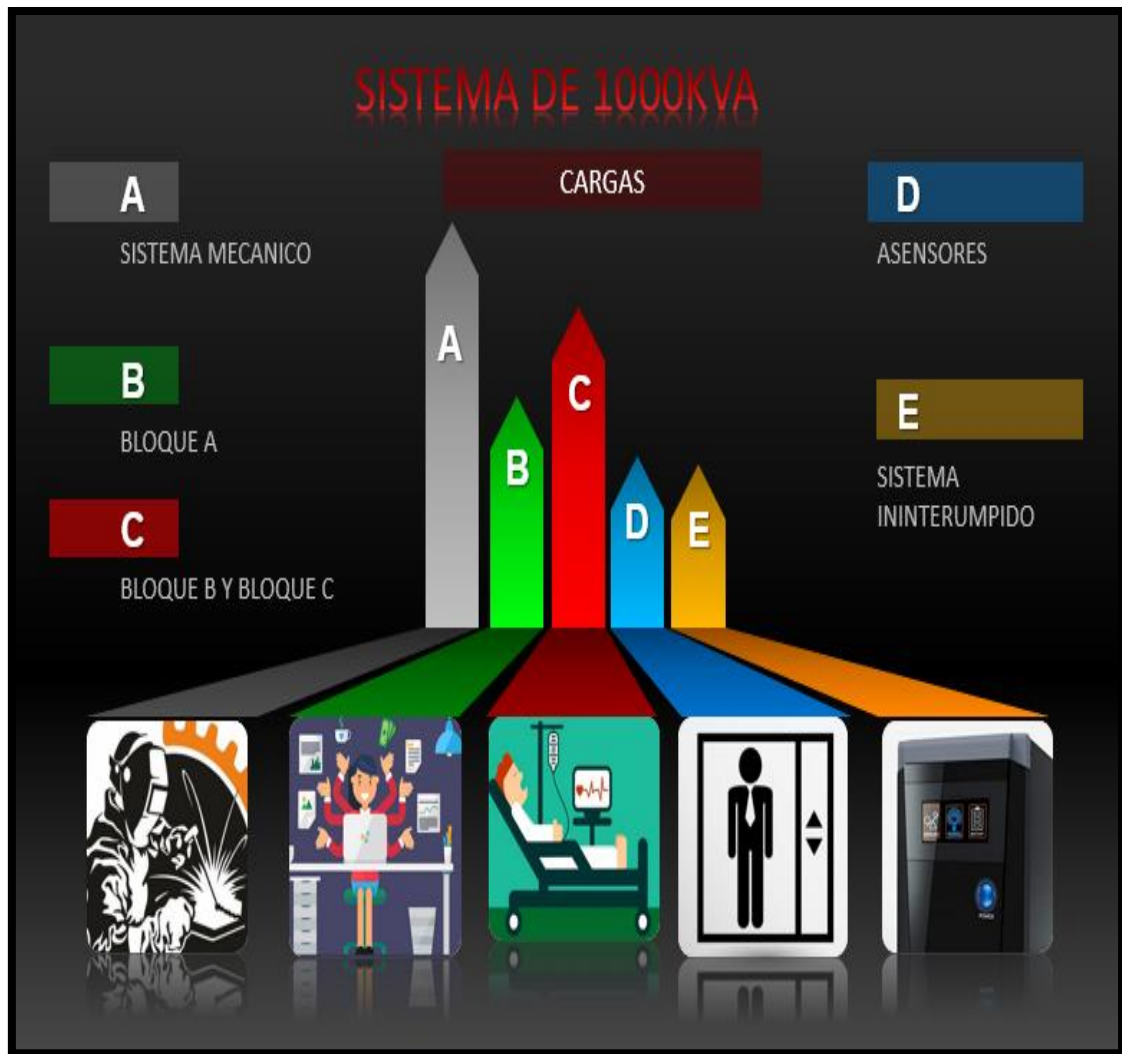 SISTEMA DE 1000KVA
CARGAS
A
SISTEMA MECANICO
B
BLOQUE A
C
BLOQUE B Y BLOQUE C
D
ASENSORES
E
SISTEMA
ININTERUMPIDO
A
B
C
D
E